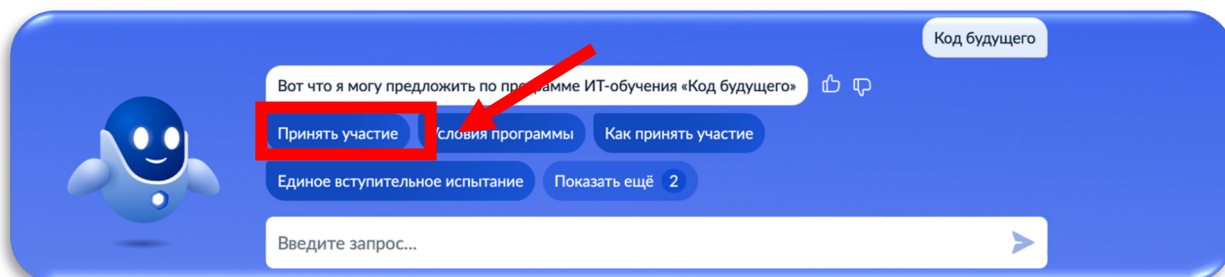 Код будущего
Вот что я могу предложить по программе ИТ-обучения «Код будущего»
Принять участие
Условия программы
Как принять участие
Единое вступительное испытание
Показать ещё 2
Введите запрос...